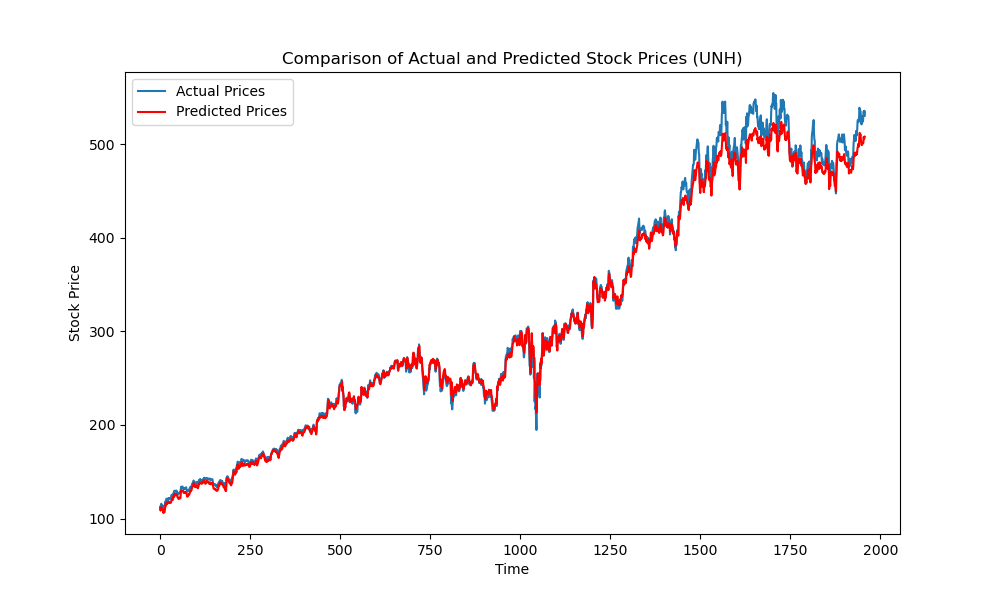 Comparison of Actual and Predicted Stock Prices (UNH)
Actual Prices
Predicted Prices
Stock Price
500
400
300
200
100
0 250 500 750 1000 1250 1500 1750 2000
Time